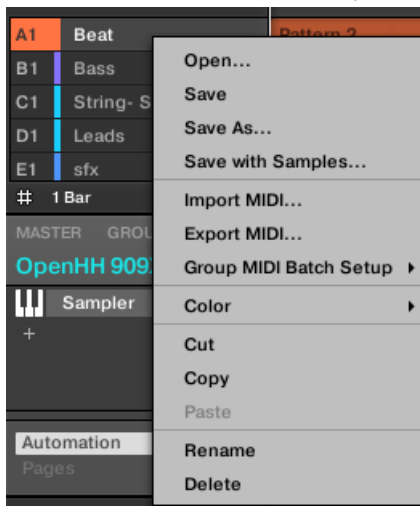 A1 Beat
Pattern 2
B1 Bass
C1 String- S
D1 Leads
E1 sfx
# 1 Bar
MASTER GROU
OpenHH 909
Sampler
+
Automation
Pages
Open...
Save
Save As...
Save with Samples...
Import MIDI...
Export MIDI...
Group MIDI Batch Setup
Color
Cut
Copy
Paste
Rename
Delete